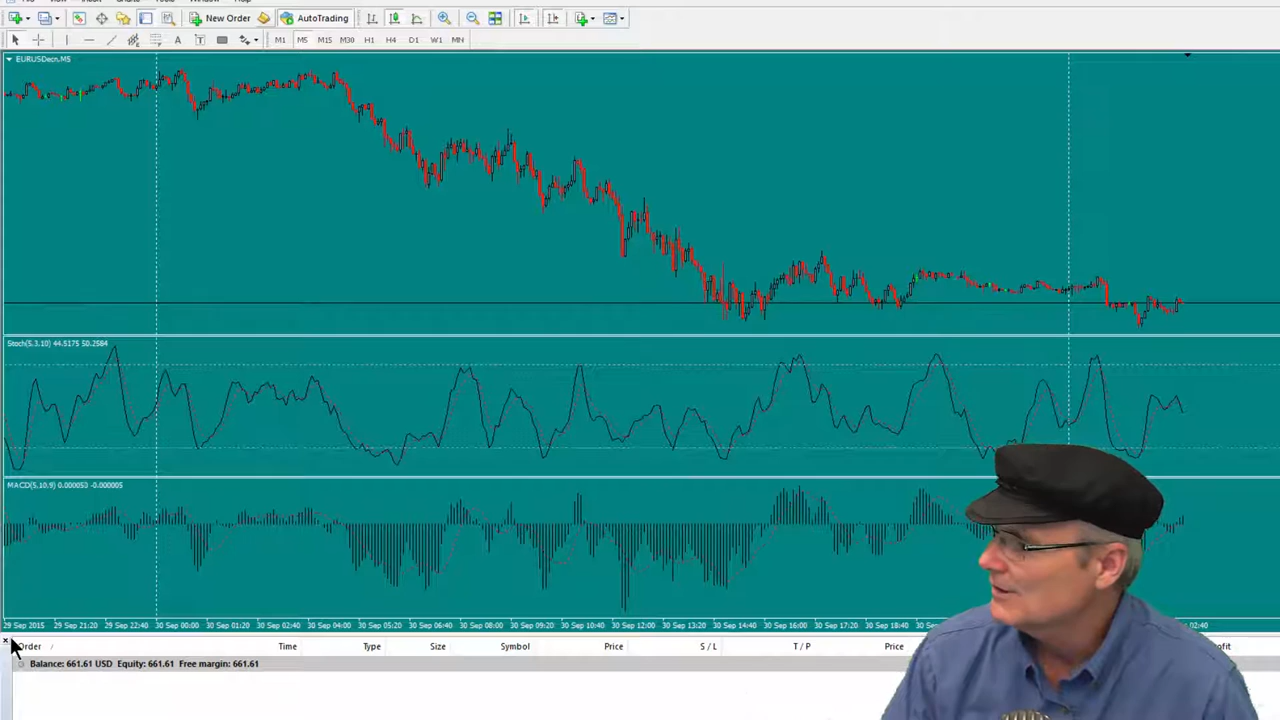 New Order AutoTrading
M1 M5 M15 M30 H1 H4 D1 W1 MN
EURUSDecn,M5
Stoch(5,3,10) 44.5175 50.2584
MACD(5,10,9) 0.000053 -0.000005
29 Sep 2015 29 Sep 21:20 29 Sep 22:40 30 Sep 00:00 30 Sep 01:20 30 Sep 02:40 30 Sep 04:00 30 Sep 05:20 30 Sep 06:40 30 Sep 08:00 30 Sep 09:20 30 Sep 10:40 30 Sep 12:00 30 Sep 13:20 30 Sep 14:40 30 Sep 16:00 30 Sep 17:20 30 Sep 18:40 30 Sep 02:40
Order / Time Type Size Symbol Price S / L T / P Price ofit
Balance: 661.61 USD Equity: 661.61 Free margin: 661.61